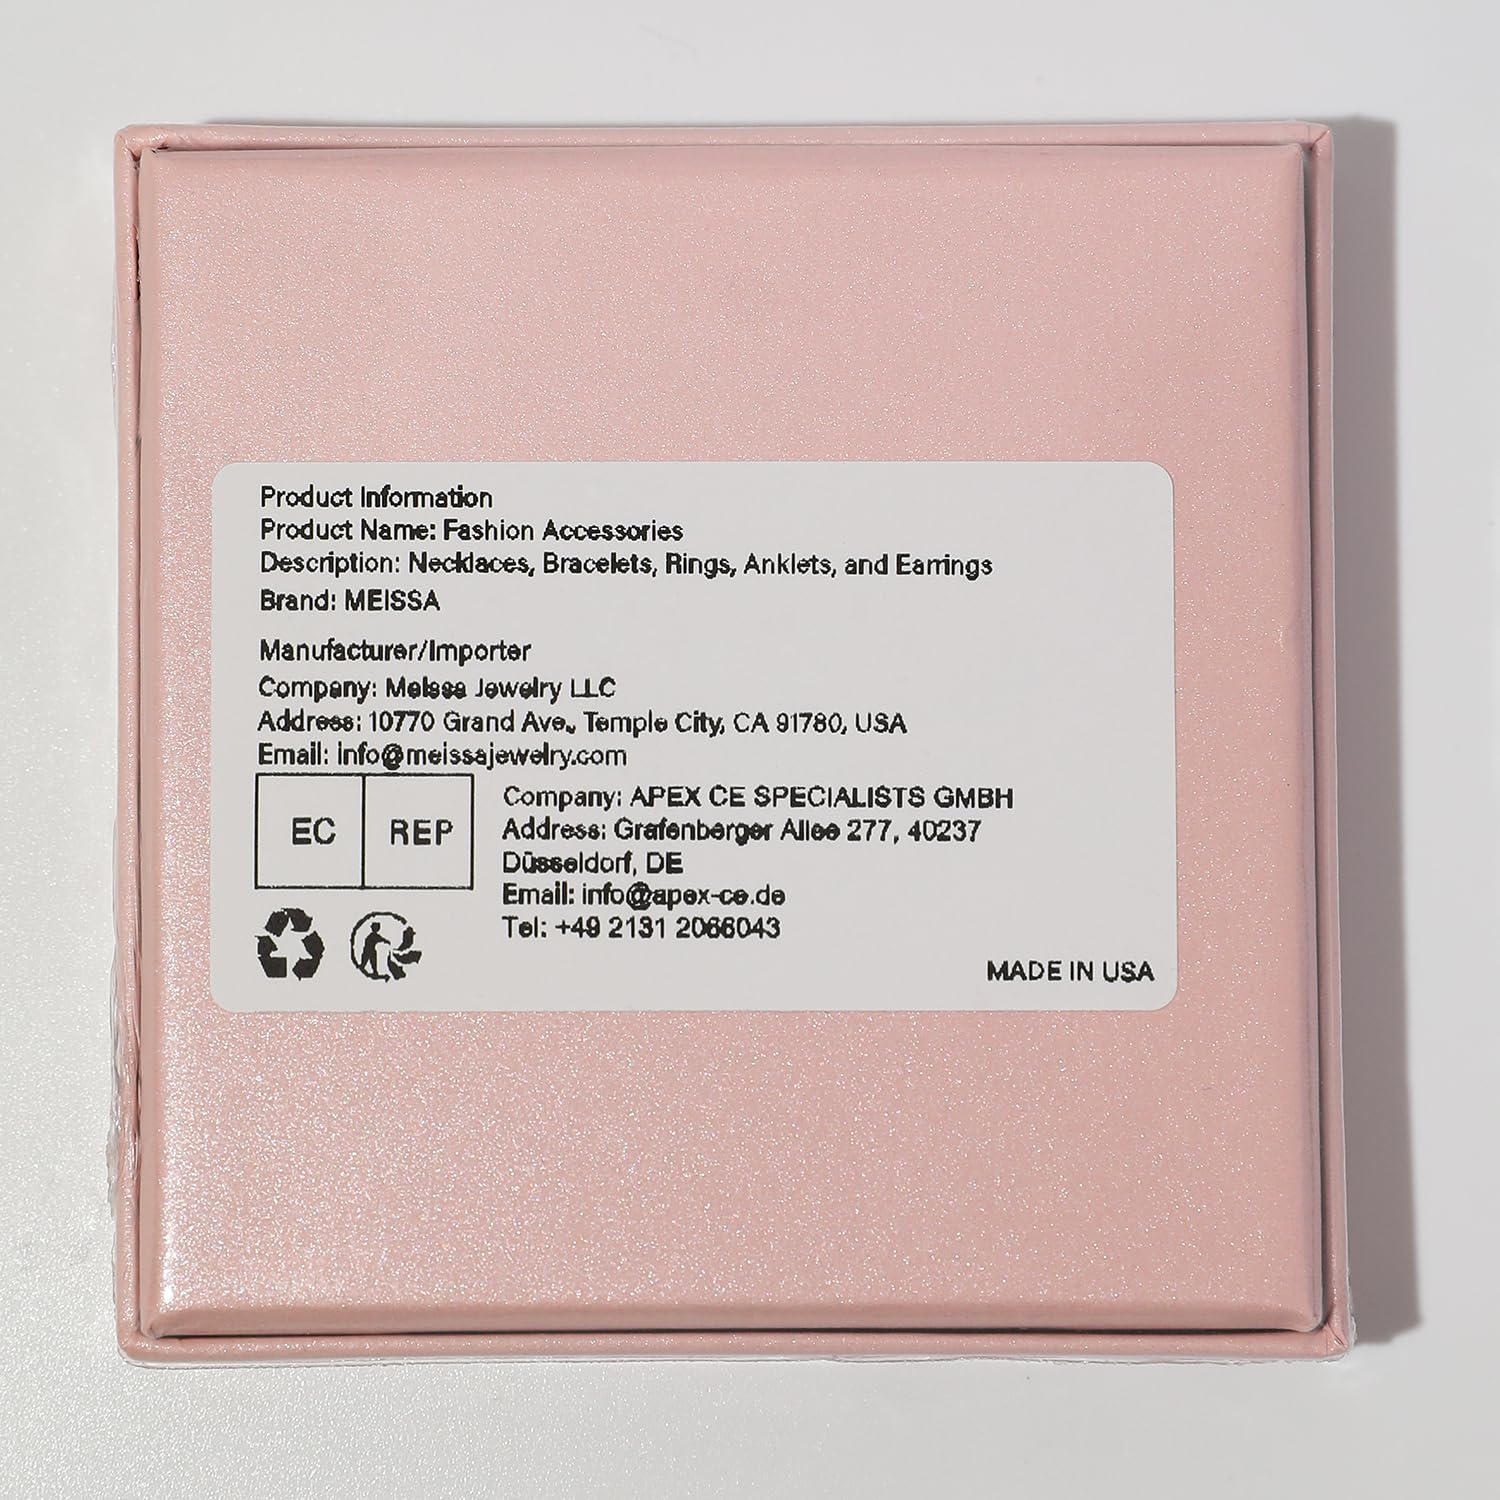 Product Information
Product Name: Fashion Accessories
Description: Necklaces, Bracelets, Rings, Anklets, and Earrings
Brand: MEISSA
Manufacturer/Importer
Company: Meissa Jewelry LLC
Address: 10770 Grand Ave., Temple City, CA 91780, USA
Email: info@meissajewelry.com
EC REP
Company: APEX CE SPECIALISTS GMBH
Address: Grafenberger Allee 277, 40237
Düsseldorf, DE
Email: info@apex-ce.de
Tel: +49 2131 2066043
MADE IN USA